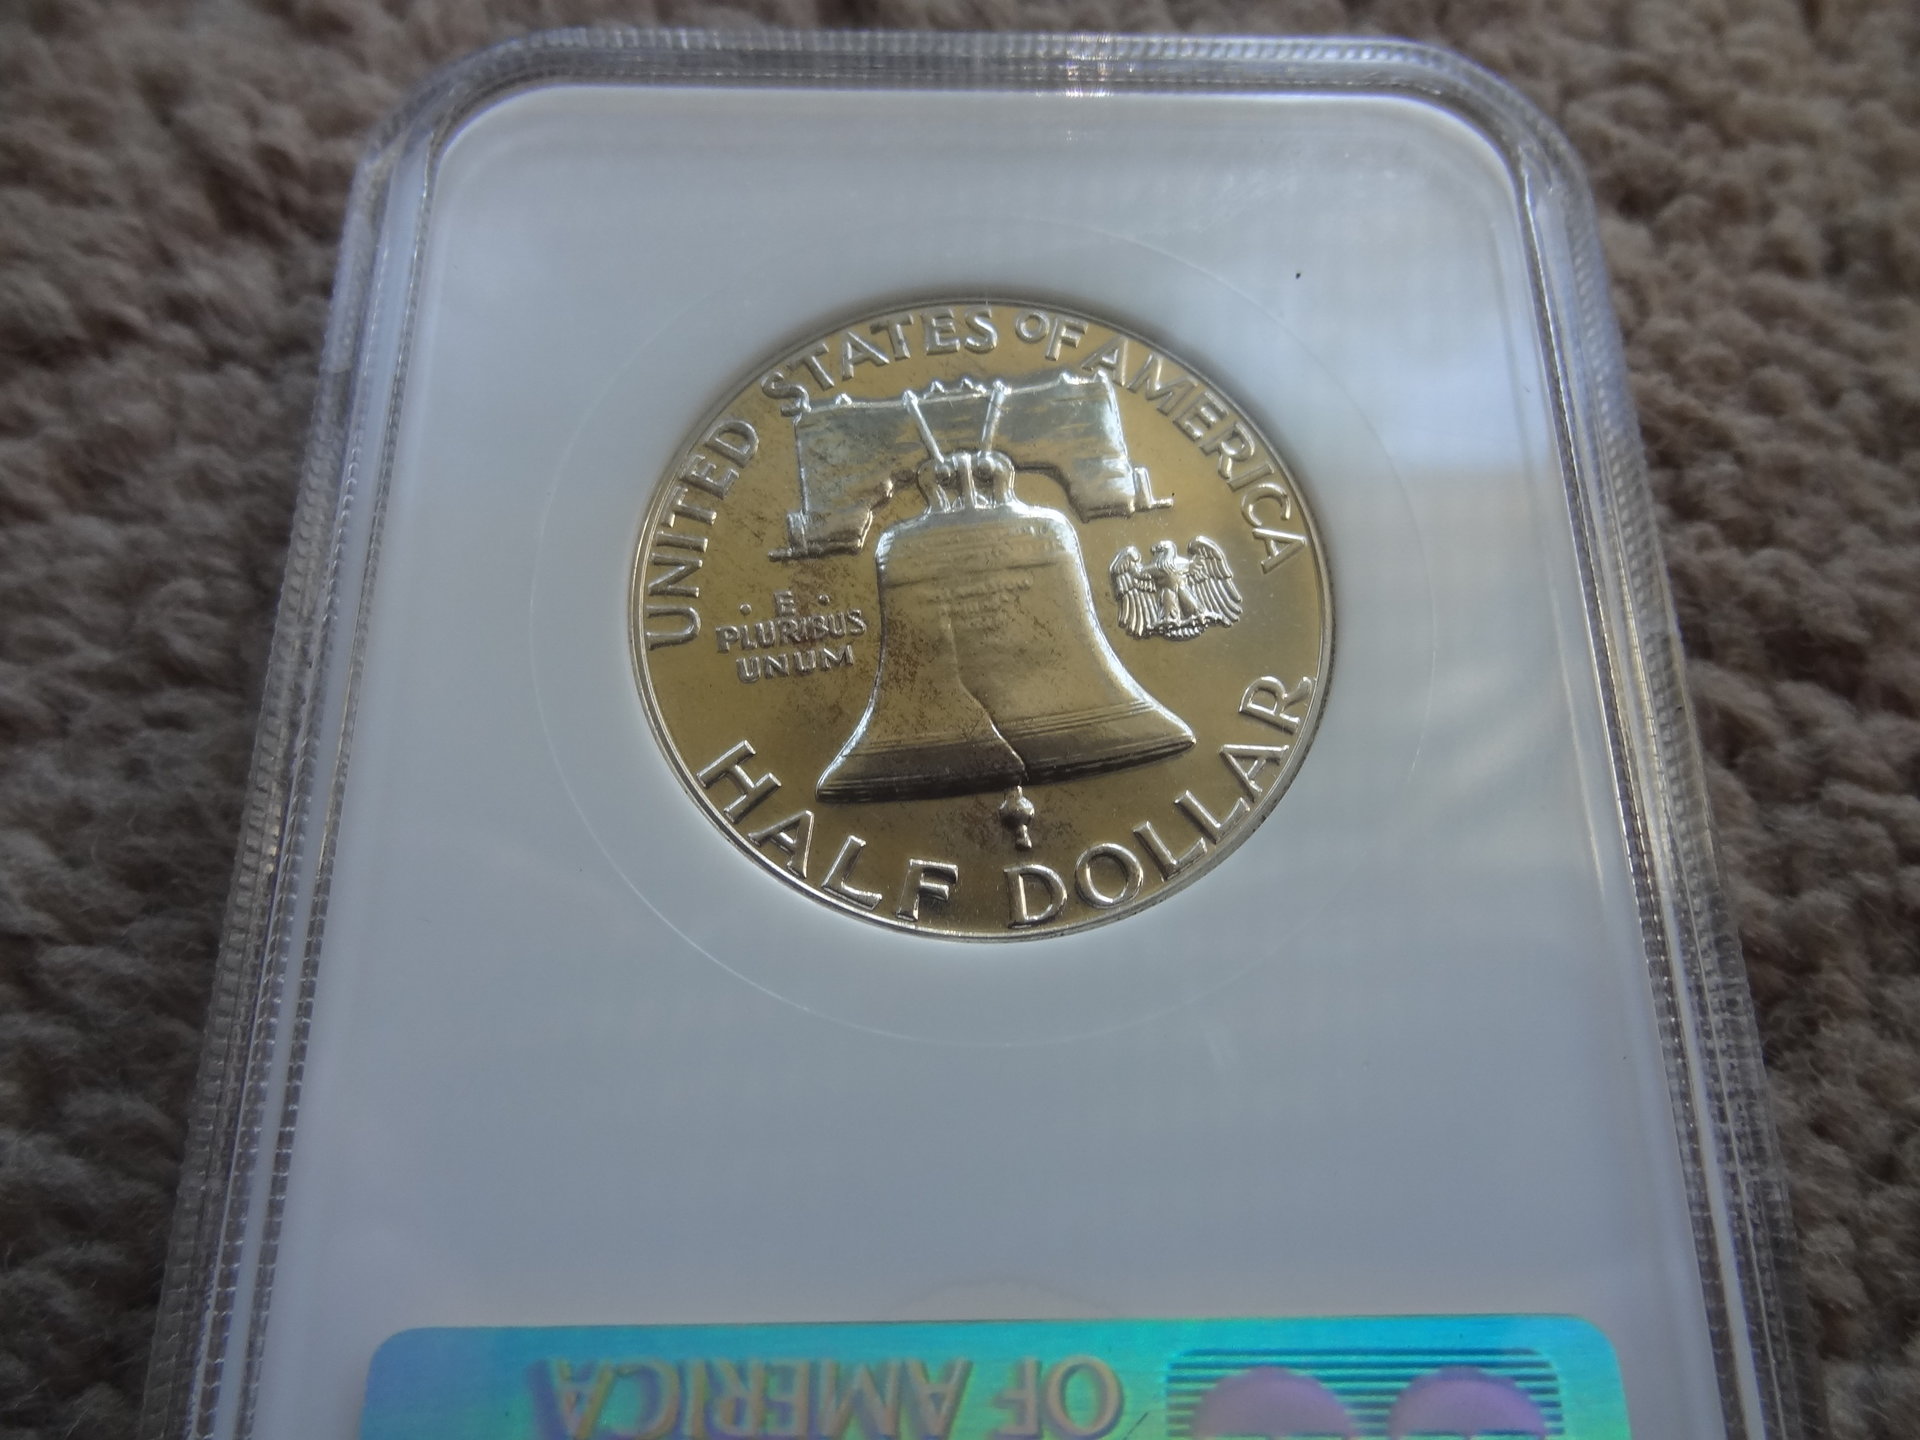 UNITED STATES OF AMERICA
· E ·
PLURIBUS
UNUM
HALF DOLLAR
OF AMERICA